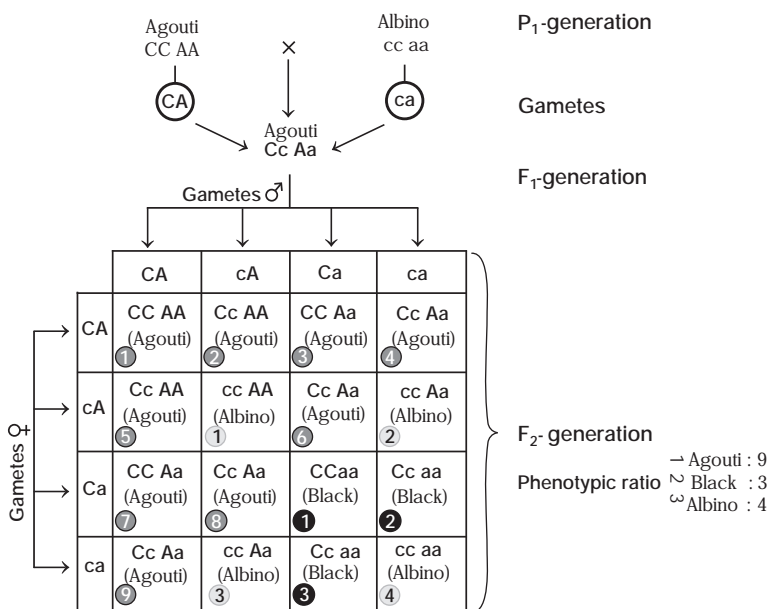 Agouti
CC AA
×
Albino
cc aa
P1-generation
CA
ca
Gametes
Agouti
Cc Aa
F1-generation
Gametes ♂
CA cA Ca ca
CA CC AA Cc AA CC Aa Cc Aa
(Agouti) (Agouti) (Agouti) (Agouti)
1 2 3 4
cA Cc AA cc AA Cc Aa cc Aa
(Agouti) (Albino) (Agouti) (Albino)
5 1 6 2
Ca CC Aa Cc Aa CCaa Cc aa
(Agouti) (Agouti) (Black) (Black)
7 8 1 2
ca Cc Aa cc Aa Cc aa cc aa
(Agouti) (Albino) (Black) (Albino)
9 3 3 4
Gametes ♀
F2- generation
Phenotypic ratio
1 Agouti : 9
2 Black : 3
3 Albino : 4